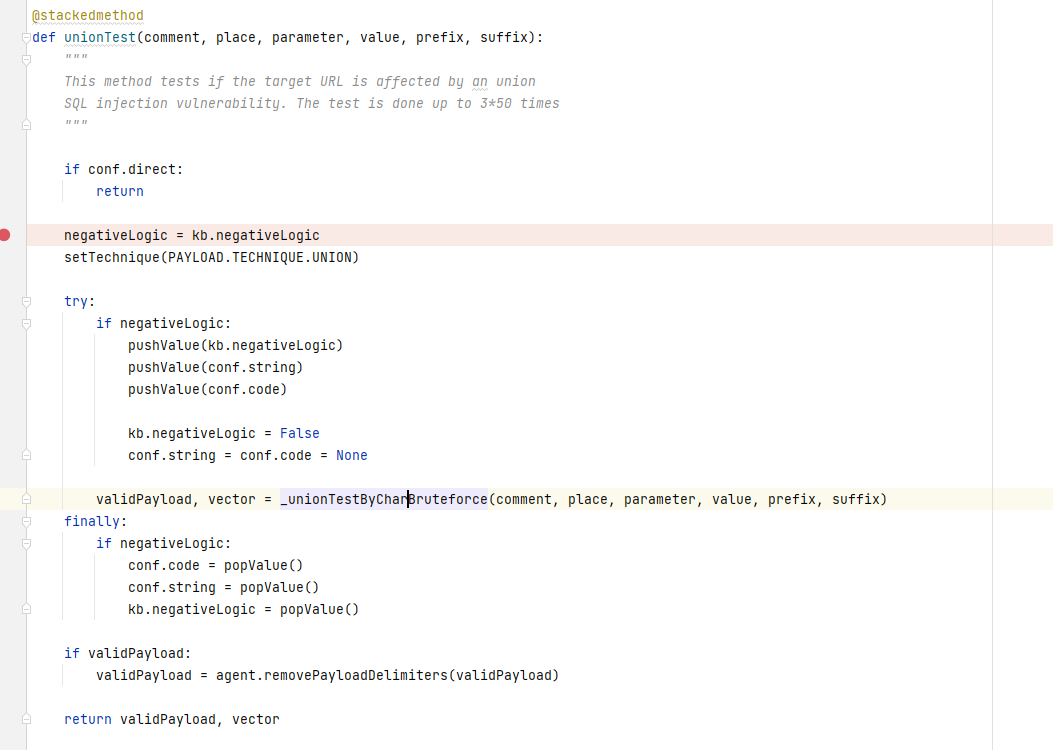 @stackedmethod
def unionTest(comment, place, parameter, value, prefix, suffix):
    """
    This method tests if the target URL is affected by an union
    SQL injection vulnerability. The test is done up to 3*50 times
    """

    if conf.direct:
        return

    negativeLogic = kb.negativeLogic
    setTechnique(PAYLOAD.TECHNIQUE.UNION)

    try:
        if negativeLogic:
            pushValue(kb.negativeLogic)
            pushValue(conf.string)
            pushValue(conf.code)

            kb.negativeLogic = False
            conf.string = conf.code = None

        validPayload, vector = _unionTestByCharBruteforce(comment, place, parameter, value, prefix, suffix)
    finally:
        if negativeLogic:
            conf.code = popValue()
            conf.string = popValue()
            kb.negativeLogic = popValue()

    if validPayload:
        validPayload = agent.removePayloadDelimiters(validPayload)

    return validPayload, vector